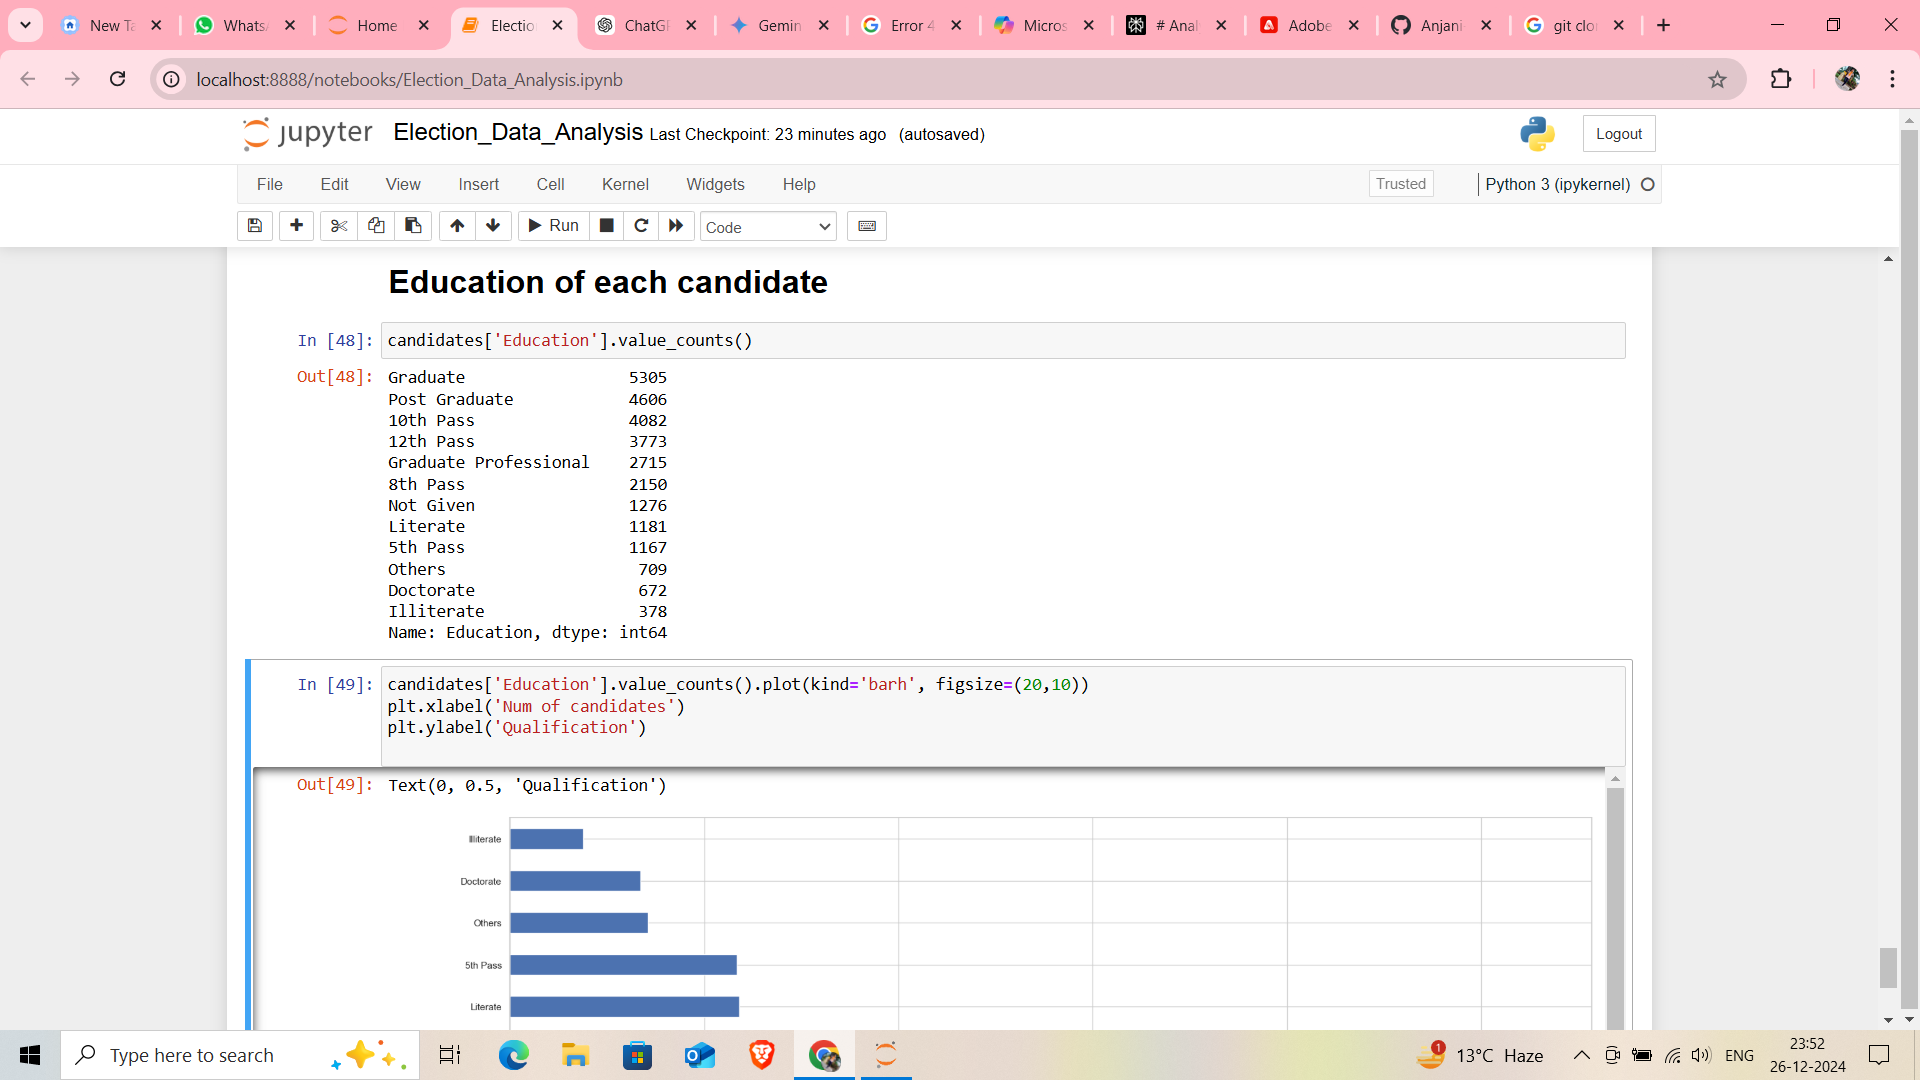 New Ta
Whats
Home
Electio
ChatG
Gemin
Error 4
Micros
# Anal
Adobe
Anjani
git clo
localhost:8888/notebooks/Election_Data_Analysis.ipynb
jupyter Election_Data_Analysis Last Checkpoint: 23 minutes ago (autosaved)
Logout
File Edit View Insert Cell Kernel Widgets Help
Trusted
Python 3 (ipykernel)
Run
Code
Education of each candidate
In [48]: candidates['Education'].value_counts()
Out[48]: Graduate 5305
Post Graduate 4606
10th Pass 4082
12th Pass 3773
Graduate Professional 2715
8th Pass 2150
Not Given 1276
Literate 1181
5th Pass 1167
Others 709
Doctorate 672
Illiterate 378
Name: Education, dtype: int64
In [49]: candidates['Education'].value_counts().plot(kind='barh', figsize=(20,10))
plt.xlabel('Num of candidates')
plt.ylabel('Qualification')
Out[49]: Text(0, 0.5, 'Qualification')
Illiterate
Doctorate
Others
5th Pass
Literate
Type here to search
1
13°C Haze
ENG
23:52
26-12-2024